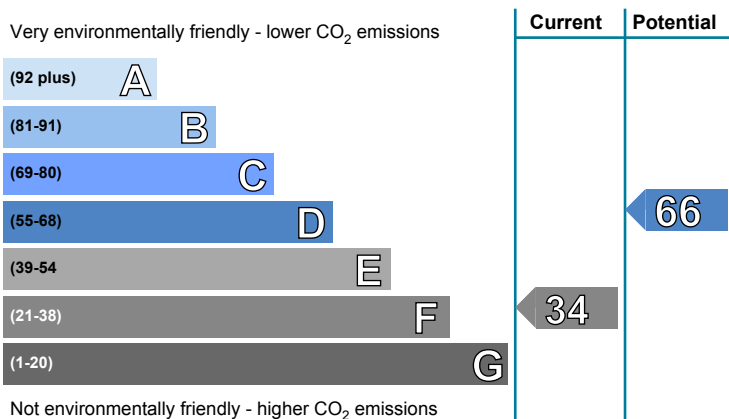 Current Potential
Very environmentally friendly - lower CO2 emissions
(92 plus) A
(81-91) B
(69-80) C
(55-68) D
66
(39-54 E
(21-38) F
34
(1-20) G
Not environmentally friendly - higher CO2 emissions